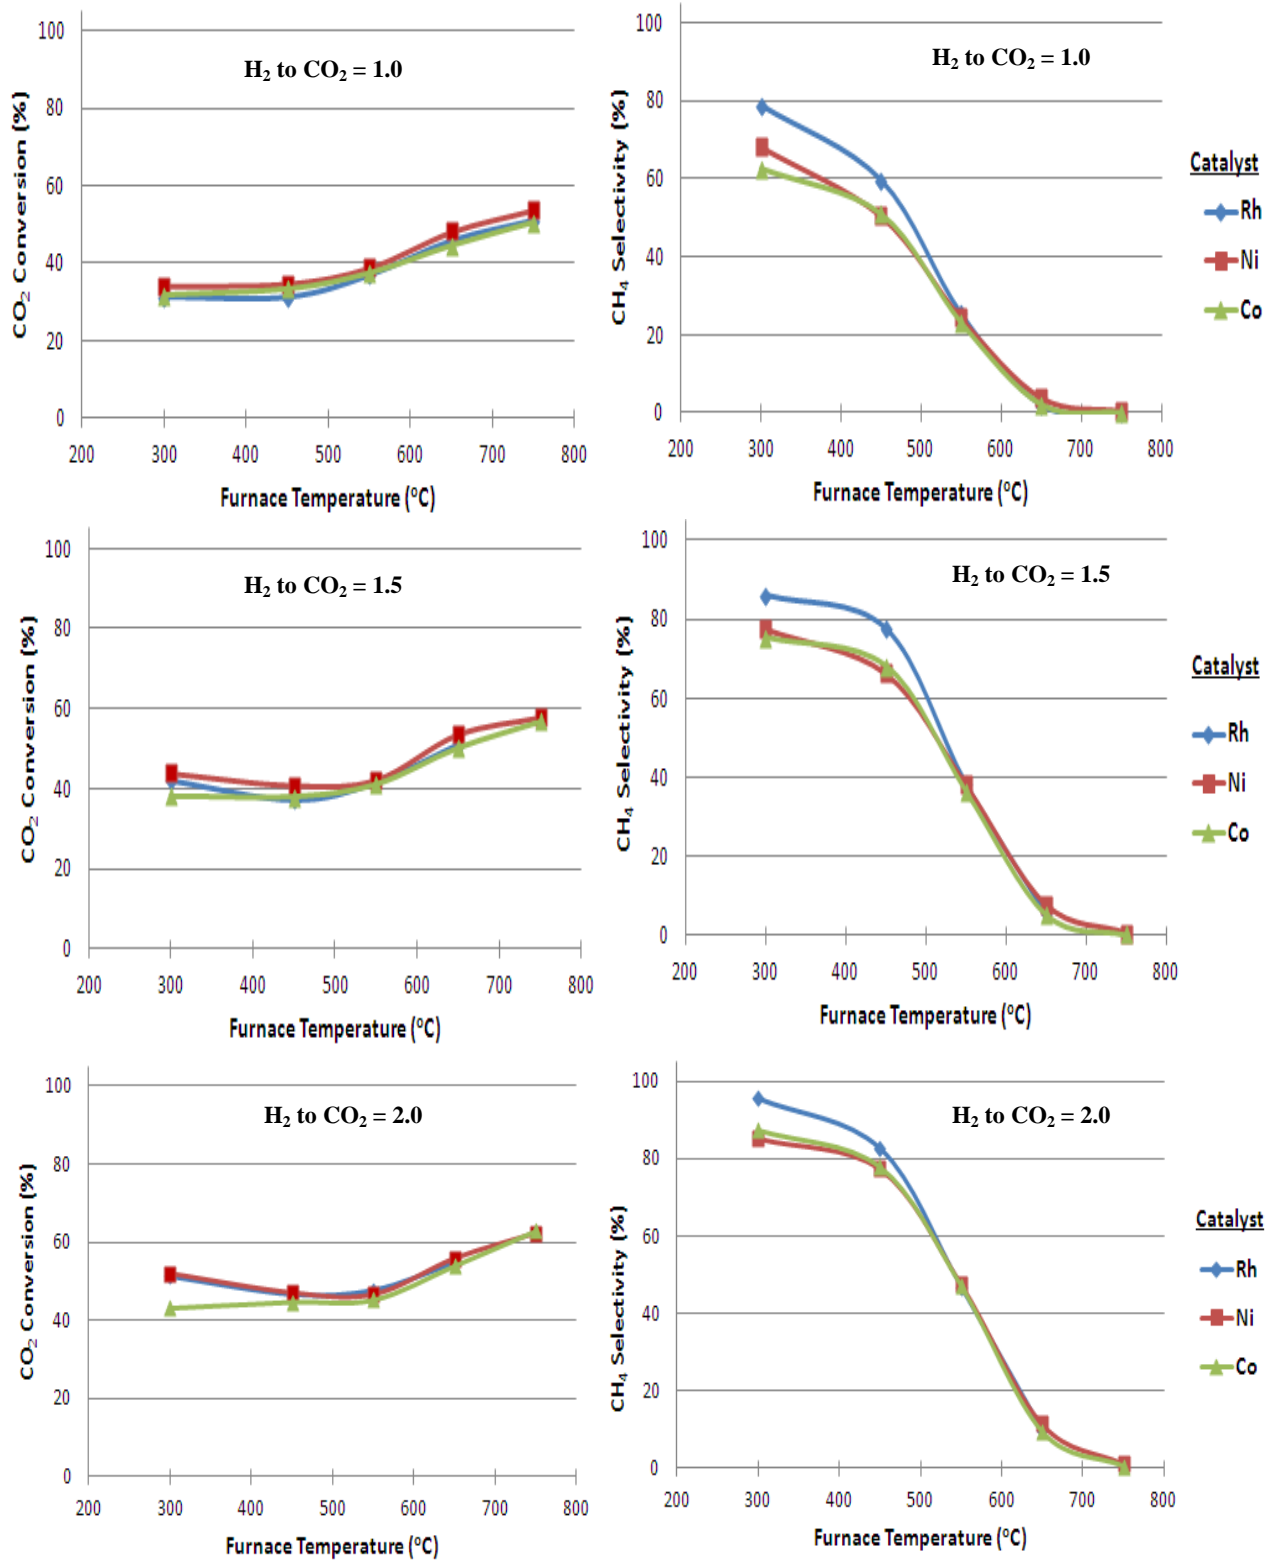 H₂ to CO₂ = 1.0
CO₂ Conversion (%)
100
80
60
40
20
0
200 300 400 500 600 700 800
Furnace Temperature (°C)
H₂ to CO₂ = 1.0
CH₄ Selectivity (%)
100
80
60
40
20
0
200 300 400 500 600 700 800
Furnace Temperature (°C)
Catalyst
Rh
Ni
Co
H₂ to CO₂ = 1.5
CO₂ Conversion (%)
100
80
60
40
20
0
200 300 400 500 600 700 800
Furnace Temperature (°C)
H₂ to CO₂ = 1.5
CH₄ Selectivity (%)
100
80
60
40
20
0
200 300 400 500 600 700 800
Furnace Temperature (°C)
Catalyst
Rh
Ni
Co
H₂ to CO₂ = 2.0
CO₂ Conversion (%)
100
80
60
40
20
0
200 300 400 500 600 700 800
Furnace Temperature (°C)
H₂ to CO₂ = 2.0
CH₄ Selectivity (%)
100
80
60
40
20
0
200 300 400 500 600 700 800
Furnace Temperature (°C)
Catalyst
Rh
Ni
Co